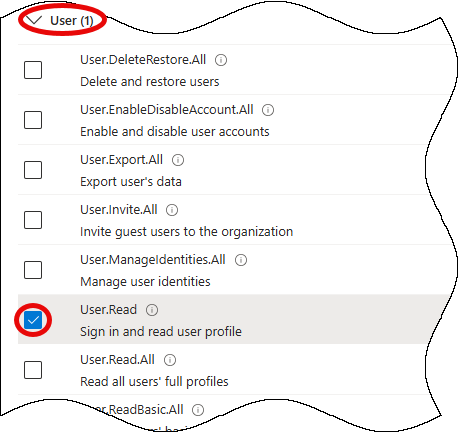 User (1)
User.DeleteRestore.All
Delete and restore users
User.EnableDisableAccount.All
Enable and disable user accounts
User.Export.All
Export user's data
User.Invite.All
Invite guest users to the organization
User.ManageIdentities.All
Manage user identities
User.Read
Sign in and read user profile
User.Read.All
Read all users' full profiles
User.ReadBasic.All